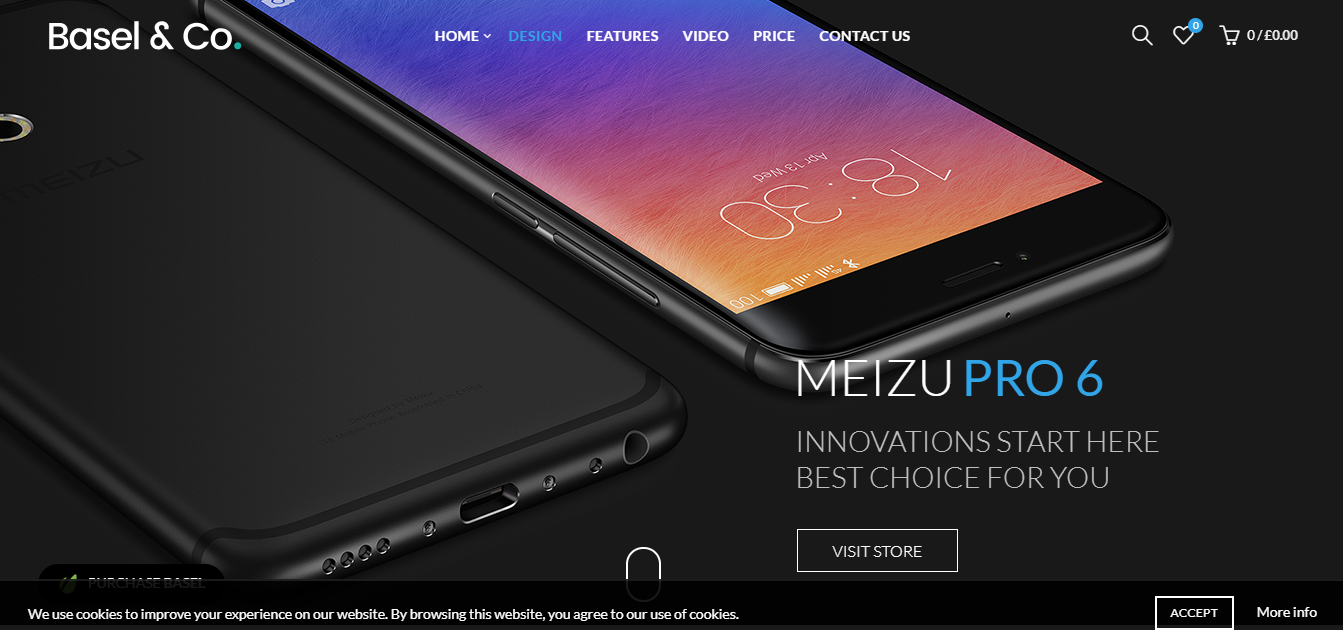 Basel & Co.
HOME
DESIGN
FEATURES
VIDEO
PRICE
CONTACT US
0
0 / £0.00
MEIZU
18:30
Apr 13 Wed
100
4G
MEIZU PRO 6
INNOVATIONS START HERE
BEST CHOICE FOR YOU
VISIT STORE
PURCHASE BASEL
We use cookies to improve your experience on our website. By browsing this website, you agree to our use of cookies.
ACCEPT
More info